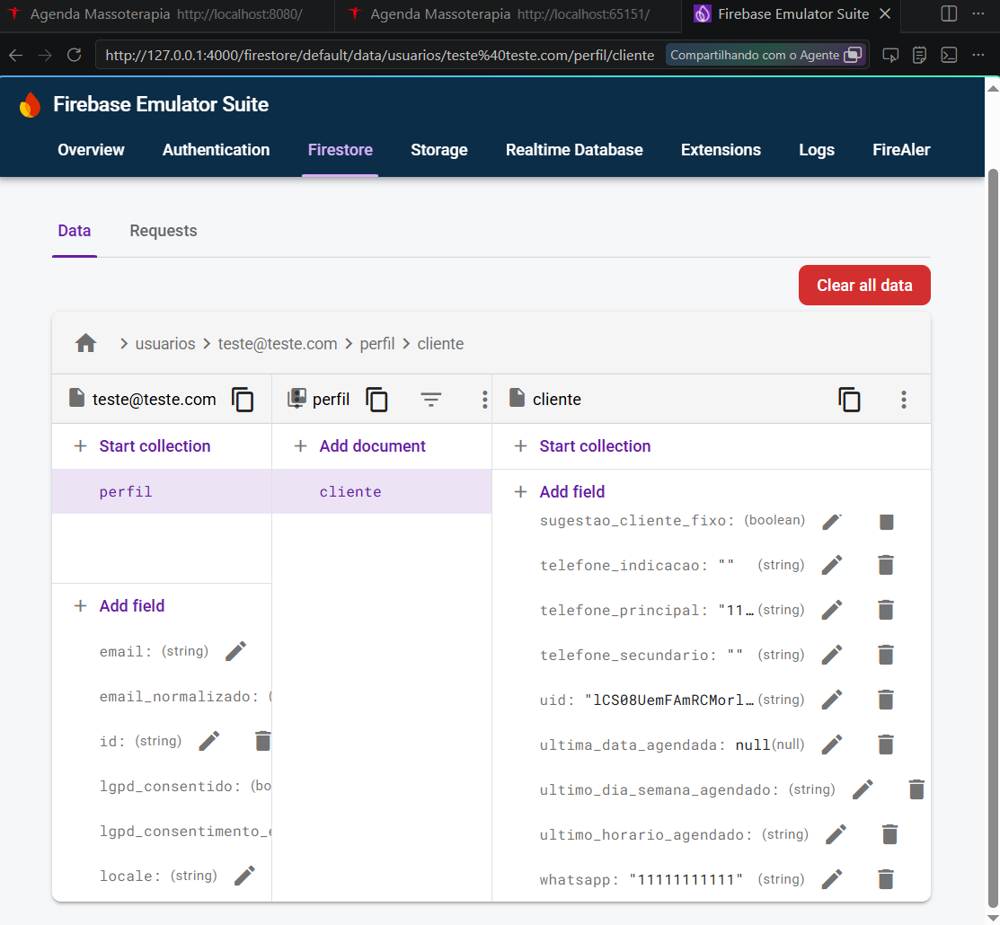 Agenda Massoterapia http://localhost:8080/ Agenda Massoterapia http://localhost:65151/ Firebase Emulator Suite
http://127.0.0.1:4000/firestore/default/data/usuarios/teste%40teste.com/perfil/cliente Compartilhando com o Agente
Firebase Emulator Suite
Overview Authentication Firestore Storage Realtime Database Extensions Logs FireAler
Data Requests
Clear all data
usuarios > teste@teste.com > perfil > cliente
teste@teste.com perfil cliente
+ Start collection + Add document + Start collection
perfil cliente + Add field
sugestao_cliente_fixo: (boolean)
telefone_indicacao: "" (string)
+ Add field telefone_principal: "11… (string)
email: (string) telefone_secundario: "" (string)
email_normalizado: ( uid: "lCS08UemFAmRCMorl… (string)
id: (string) ultima_data_agendada: null(null)
lgpd_consentido: (bo ultimo_dia_semana_agendado: (string)
lgpd_consentimento_e ultimo_horario_agendado: (string)
locale: (string) whatsapp: "11111111111" (string)